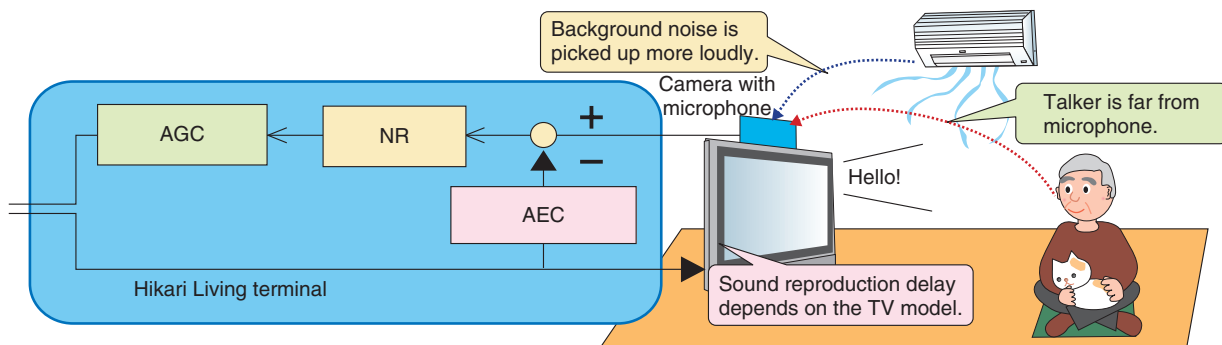 Background noise is
picked up more loudly.
Camera with
microphone
Talker is far from
microphone.
AGC
NR
+
−
AEC
Hello!
Sound reproduction delay
depends on the TV model.
Hikari Living terminal